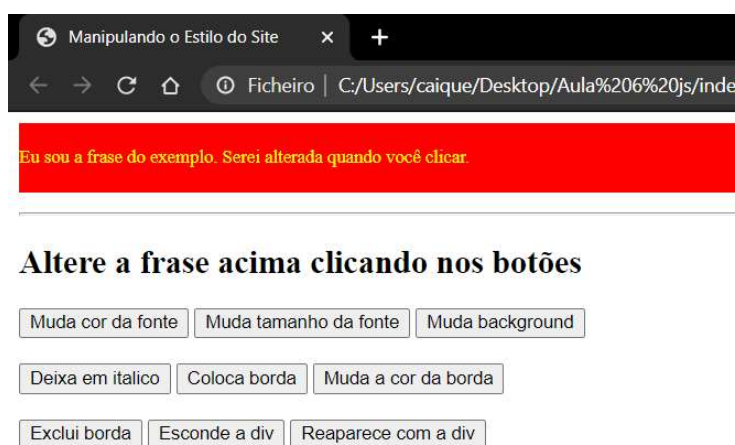 Manipulando o Estilo do Site
Ficheiro | C:/Users/caique/Desktop/Aula%206%20js/inde
Eu sou a frase do exemplo. Serei alterada quando você clicar.
Altere a frase acima clicando nos botões
Muda cor da fonte Muda tamanho da fonte Muda background
Deixa em italico Coloca borda Muda a cor da borda
Exclui borda Esconde a div Reaparece com a div